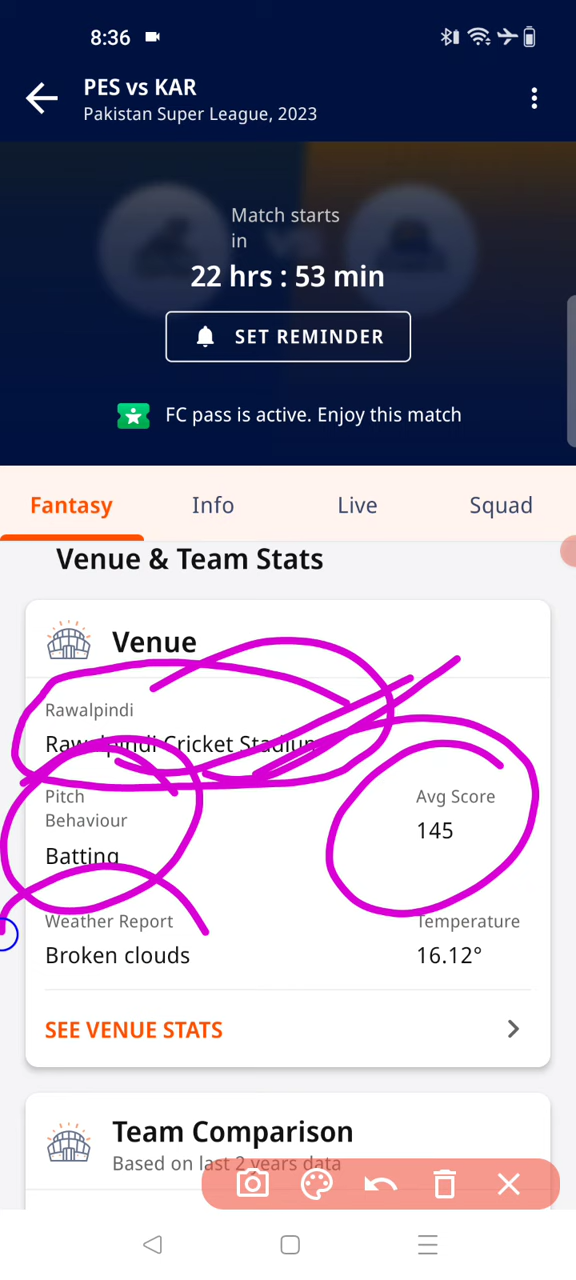 8:36
PES vs KAR
Pakistan Super League, 2023
Match starts
in
22 hrs : 53 min
SET REMINDER
FC pass is active. Enjoy this match
Fantasy Info Live Squad
Venue & Team Stats
Venue
Rawalpindi
Rawalpindi Cricket Stadium
Pitch
Behaviour
Avg Score
Batting
145
Weather Report Temperature
Broken clouds 16.12°
SEE VENUE STATS
Team Comparison
Based on last 2 years data